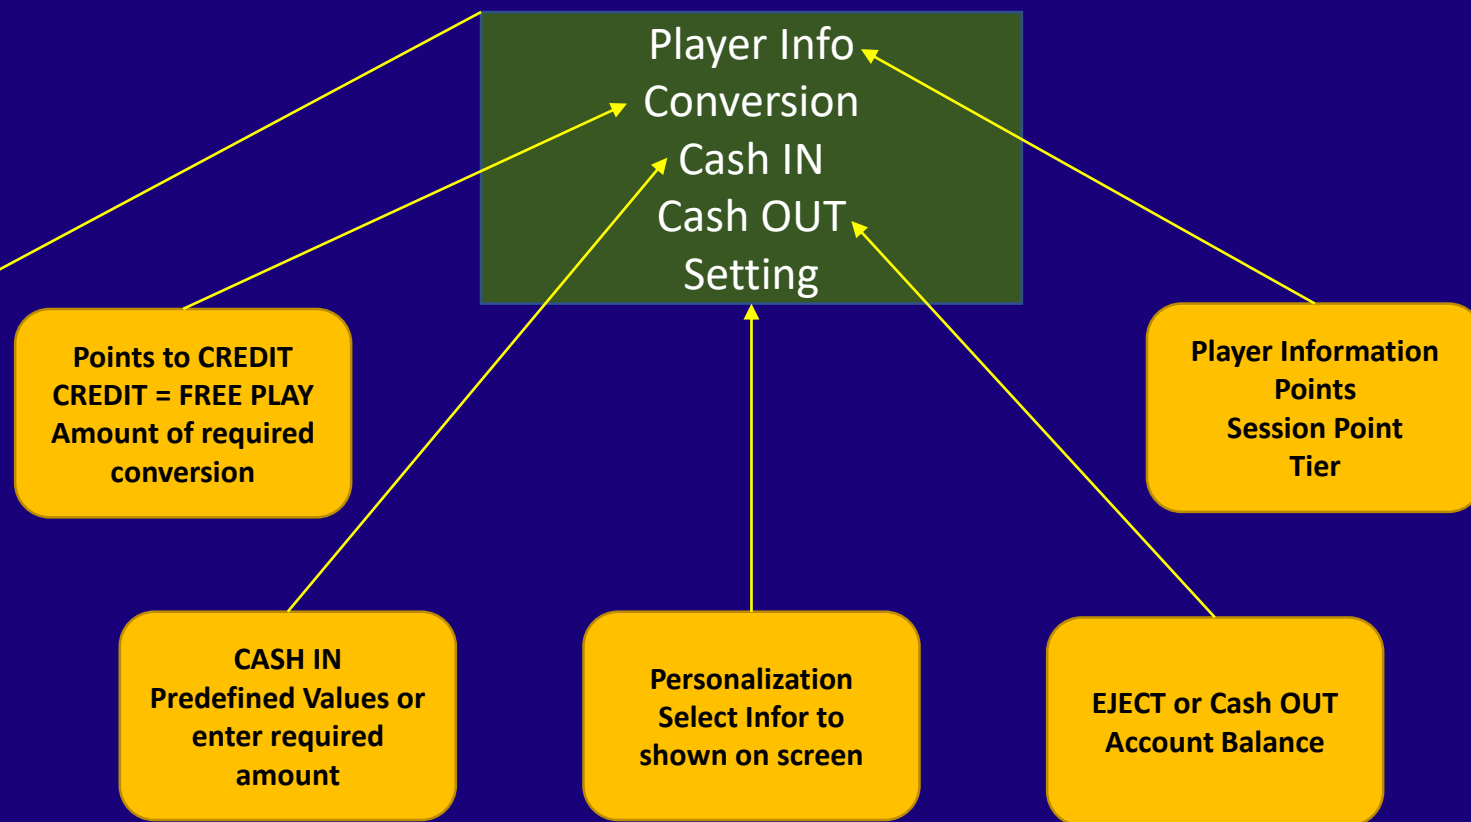 Player Info
Conversion
Cash IN
Cash OUT
Setting
Points to CREDIT
CREDIT = FREE PLAY
Amount of required
conversion
Player Information
Points
Session Point
Tier
CASH IN
Predefined Values or
enter required
amount
Personalization
Select Infor to
shown on screen
EJECT or Cash OUT
Account Balance